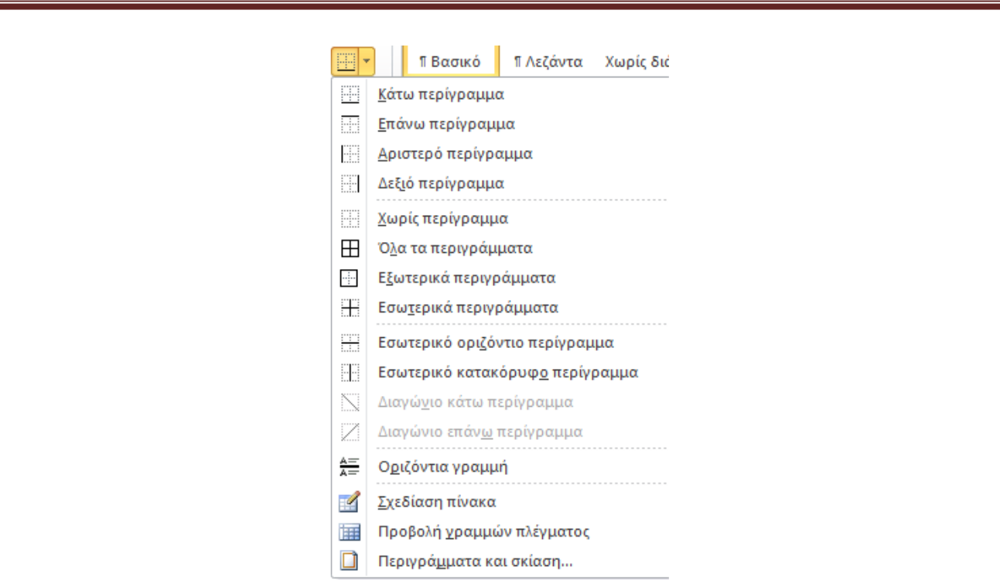 ¶ Βασικό ¶ Λεζάντα Χωρίς διά
Κάτω περίγραμμα
Επάνω περίγραμμα
Αριστερό περίγραμμα
Δεξιό περίγραμμα
Χωρίς περίγραμμα
Όλα τα περιγράμματα
Εξωτερικά περιγράμματα
Εσωτερικά περιγράμματα
Εσωτερικό οριζόντιο περίγραμμα
Εσωτερικό κατακόρυφο περίγραμμα
Διαγώνιο κάτω περίγραμμα
Διαγώνιο επάνω περίγραμμα
Οριζόντια γραμμή
Σχεδίαση πίνακα
Προβολή γραμμών πλέγματος
Περιγράμματα και σκίαση...